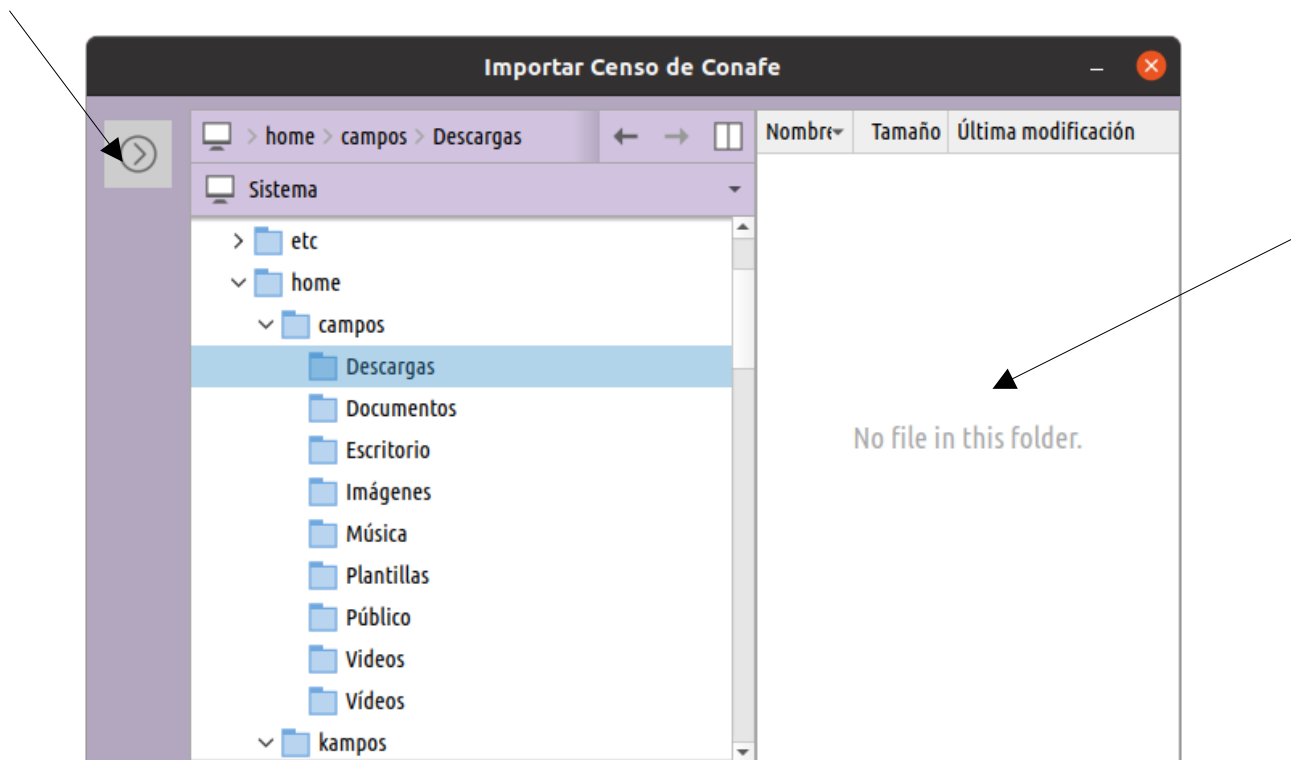 Importar Censo de Conafe
> home > campos > Descargas
Nombre Tamaño Última modificación
Sistema
etc
home
campos
Descargas
Documentos
Escritorio
Imágenes
Música
Plantillas
Público
Videos
Vídeos
kampos
No file in this folder.